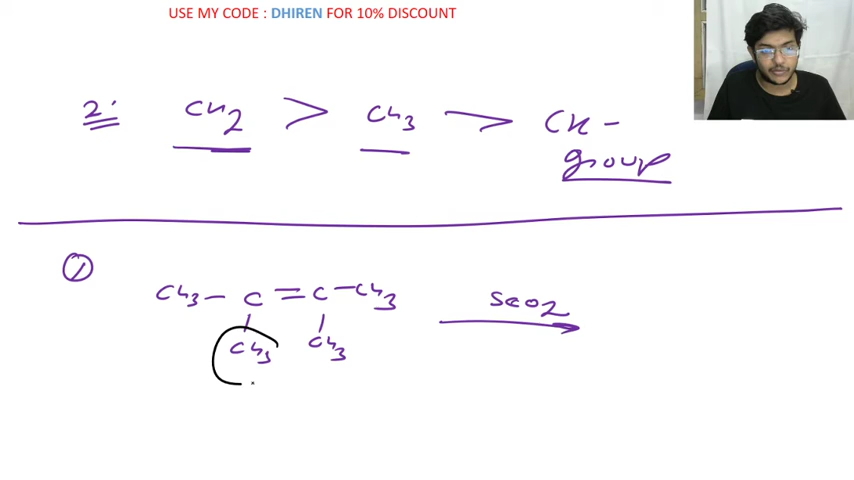 USE MY CODE : DHIREN FOR 10% DISCOUNT
2. CH2 > CH3 > CH-
group
①
CH3 - C = C - CH3 SeO2
CH3 CH3